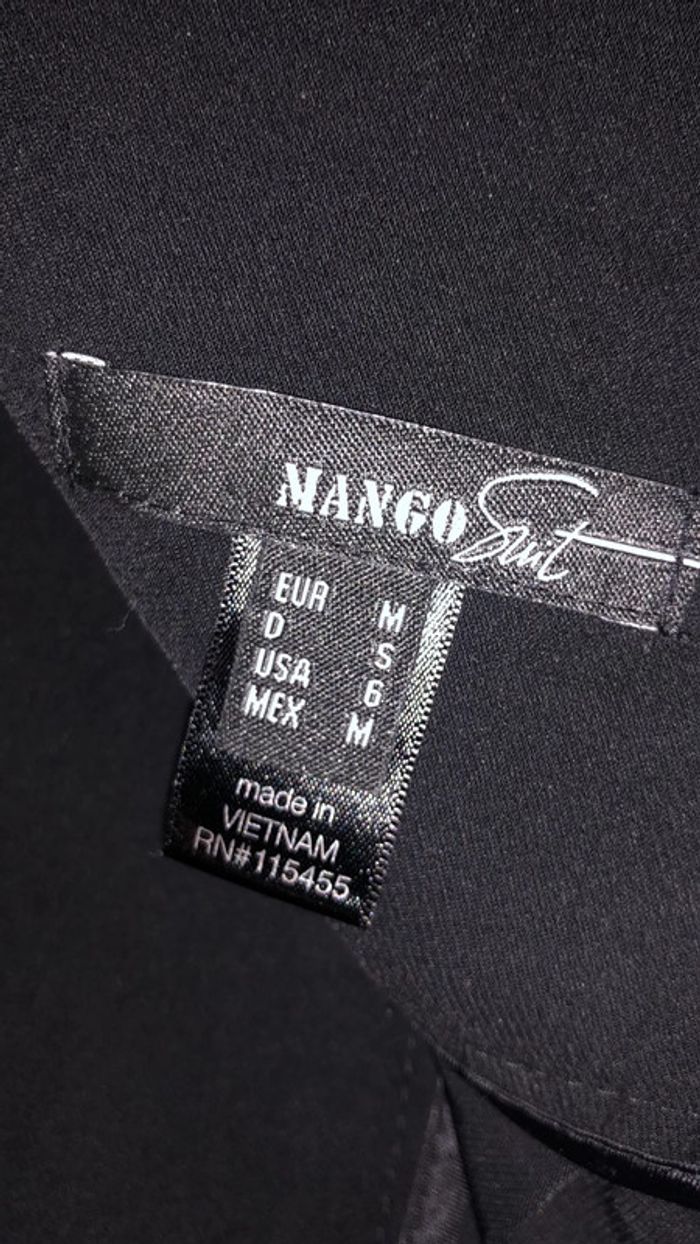 MANGO Suit
EUR M
D S
USA 6
MEX M
made in
VIETNAM
RN#115455